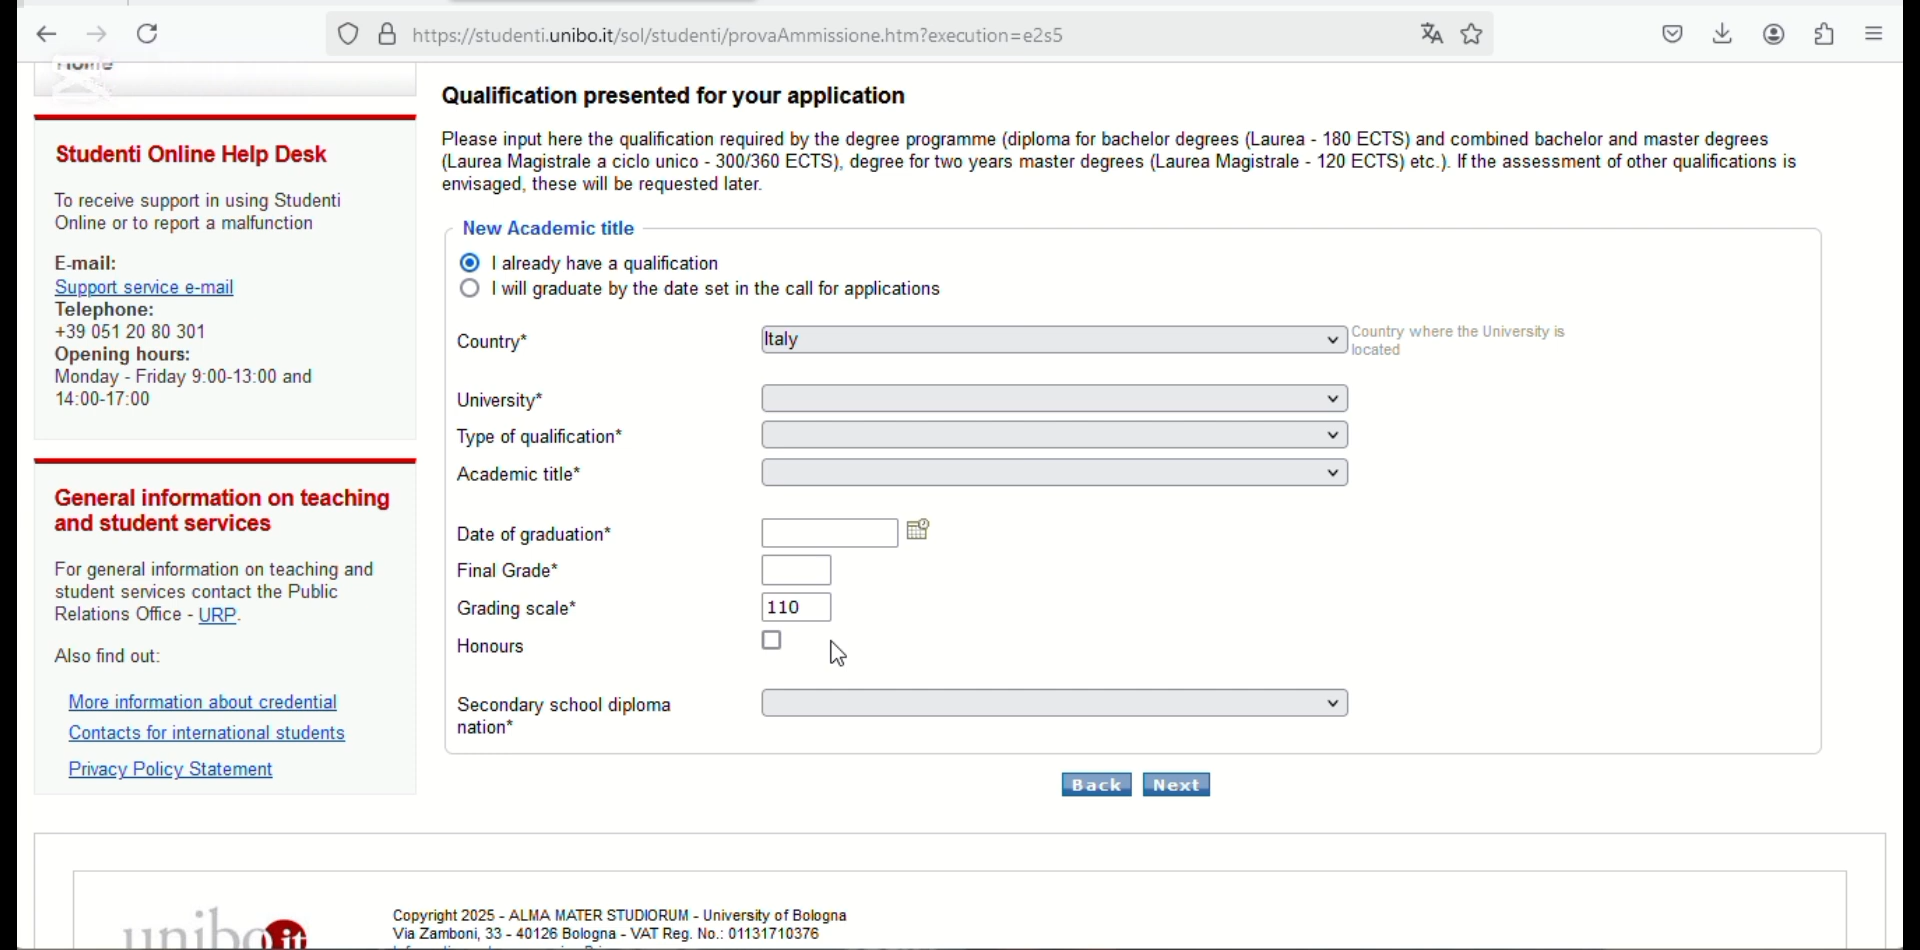 https://studenti.unibo.it/sol/studenti/provaAmmissione.htm?execution=e2s5
Home
Studenti Online Help Desk
To receive support in using Studenti
Online or to report a malfunction
E-mail:
Support service e-mail
Telephone:
+39 051 20 80 301
Opening hours:
Monday - Friday 9:00-13:00 and
14:00-17:00
General information on teaching
and student services
For general information on teaching and
student services contact the Public
Relations Office - URP.
Also find out:
More information about credential
Contacts for international students
Privacy Policy Statement
Qualification presented for your application
Please input here the qualification required by the degree programme (diploma for bachelor degrees (Laurea - 180 ECTS) and combined bachelor and master degrees
(Laurea Magistrale a ciclo unico - 300/360 ECTS), degree for two years master degrees (Laurea Magistrale - 120 ECTS) etc.). If the assessment of other qualifications is
envisaged, these will be requested later.
New Academic title
I already have a qualification
I will graduate by the date set in the call for applications
Country* Italy Country where the University is
located
University*
Type of qualification*
Academic title*
Date of graduation*
Final Grade*
Grading scale* 110
Honours
Secondary school diploma
nation*
Back Next
unibo.it
Copyright 2025 - ALMA MATER STUDIORUM - University of Bologna
Via Zamboni, 33 - 40126 Bologna - VAT Reg. No.: 01131710376